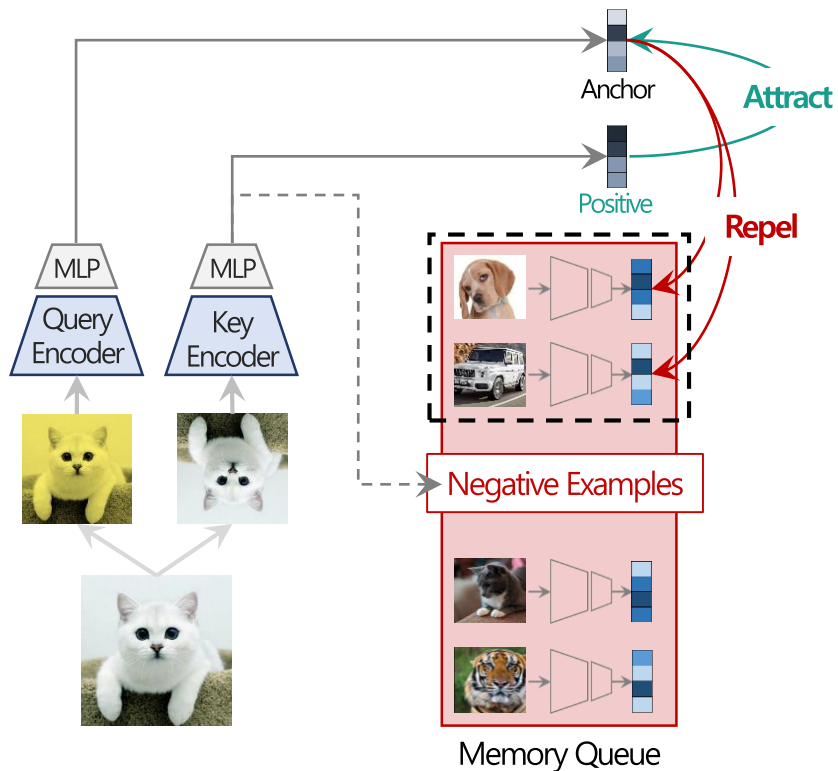 Anchor
Attract
Positive
Repel
MLP
MLP
Query
Encoder
Key
Encoder
Negative Examples
Memory Queue